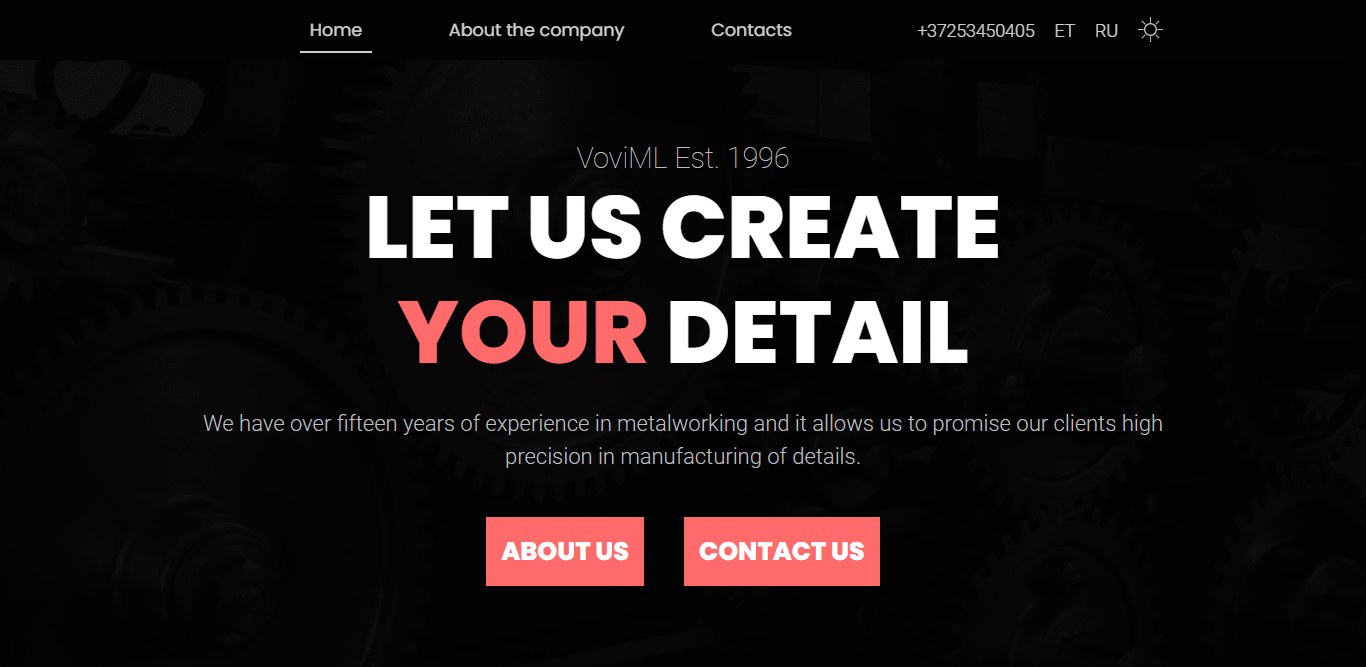 Home About the company Contacts +37253450405 ET RU
VoviML Est. 1996
LET US CREATE
YOUR DETAIL
We have over fifteen years of experience in metalworking and it allows us to promise our clients high
precision in manufacturing of details.
ABOUT US CONTACT US